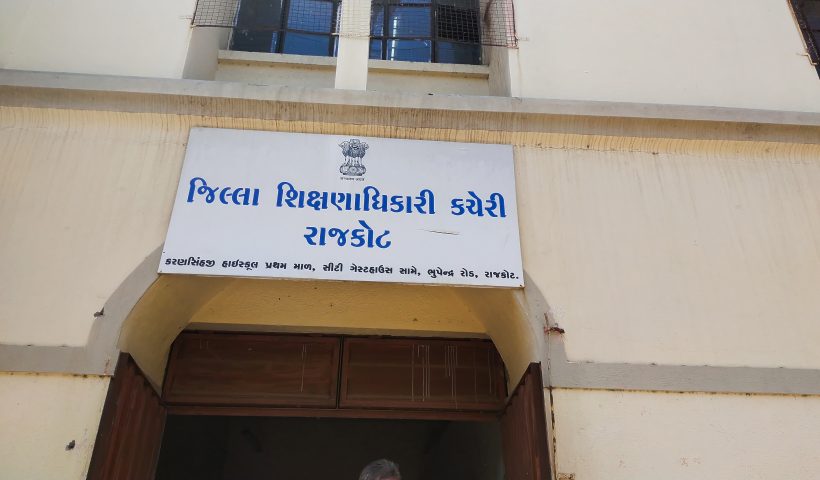 જિલ્લા શિક્ષણાધિકારી કચેરી
રાજકોટ
કરણસિંહજી હાઈસ્કૂલ પ્રથમ માળ, સીટી ગેસ્ટહાઉસ સામે, ભુપેન્દ્ર રોડ, રાજકોટ.